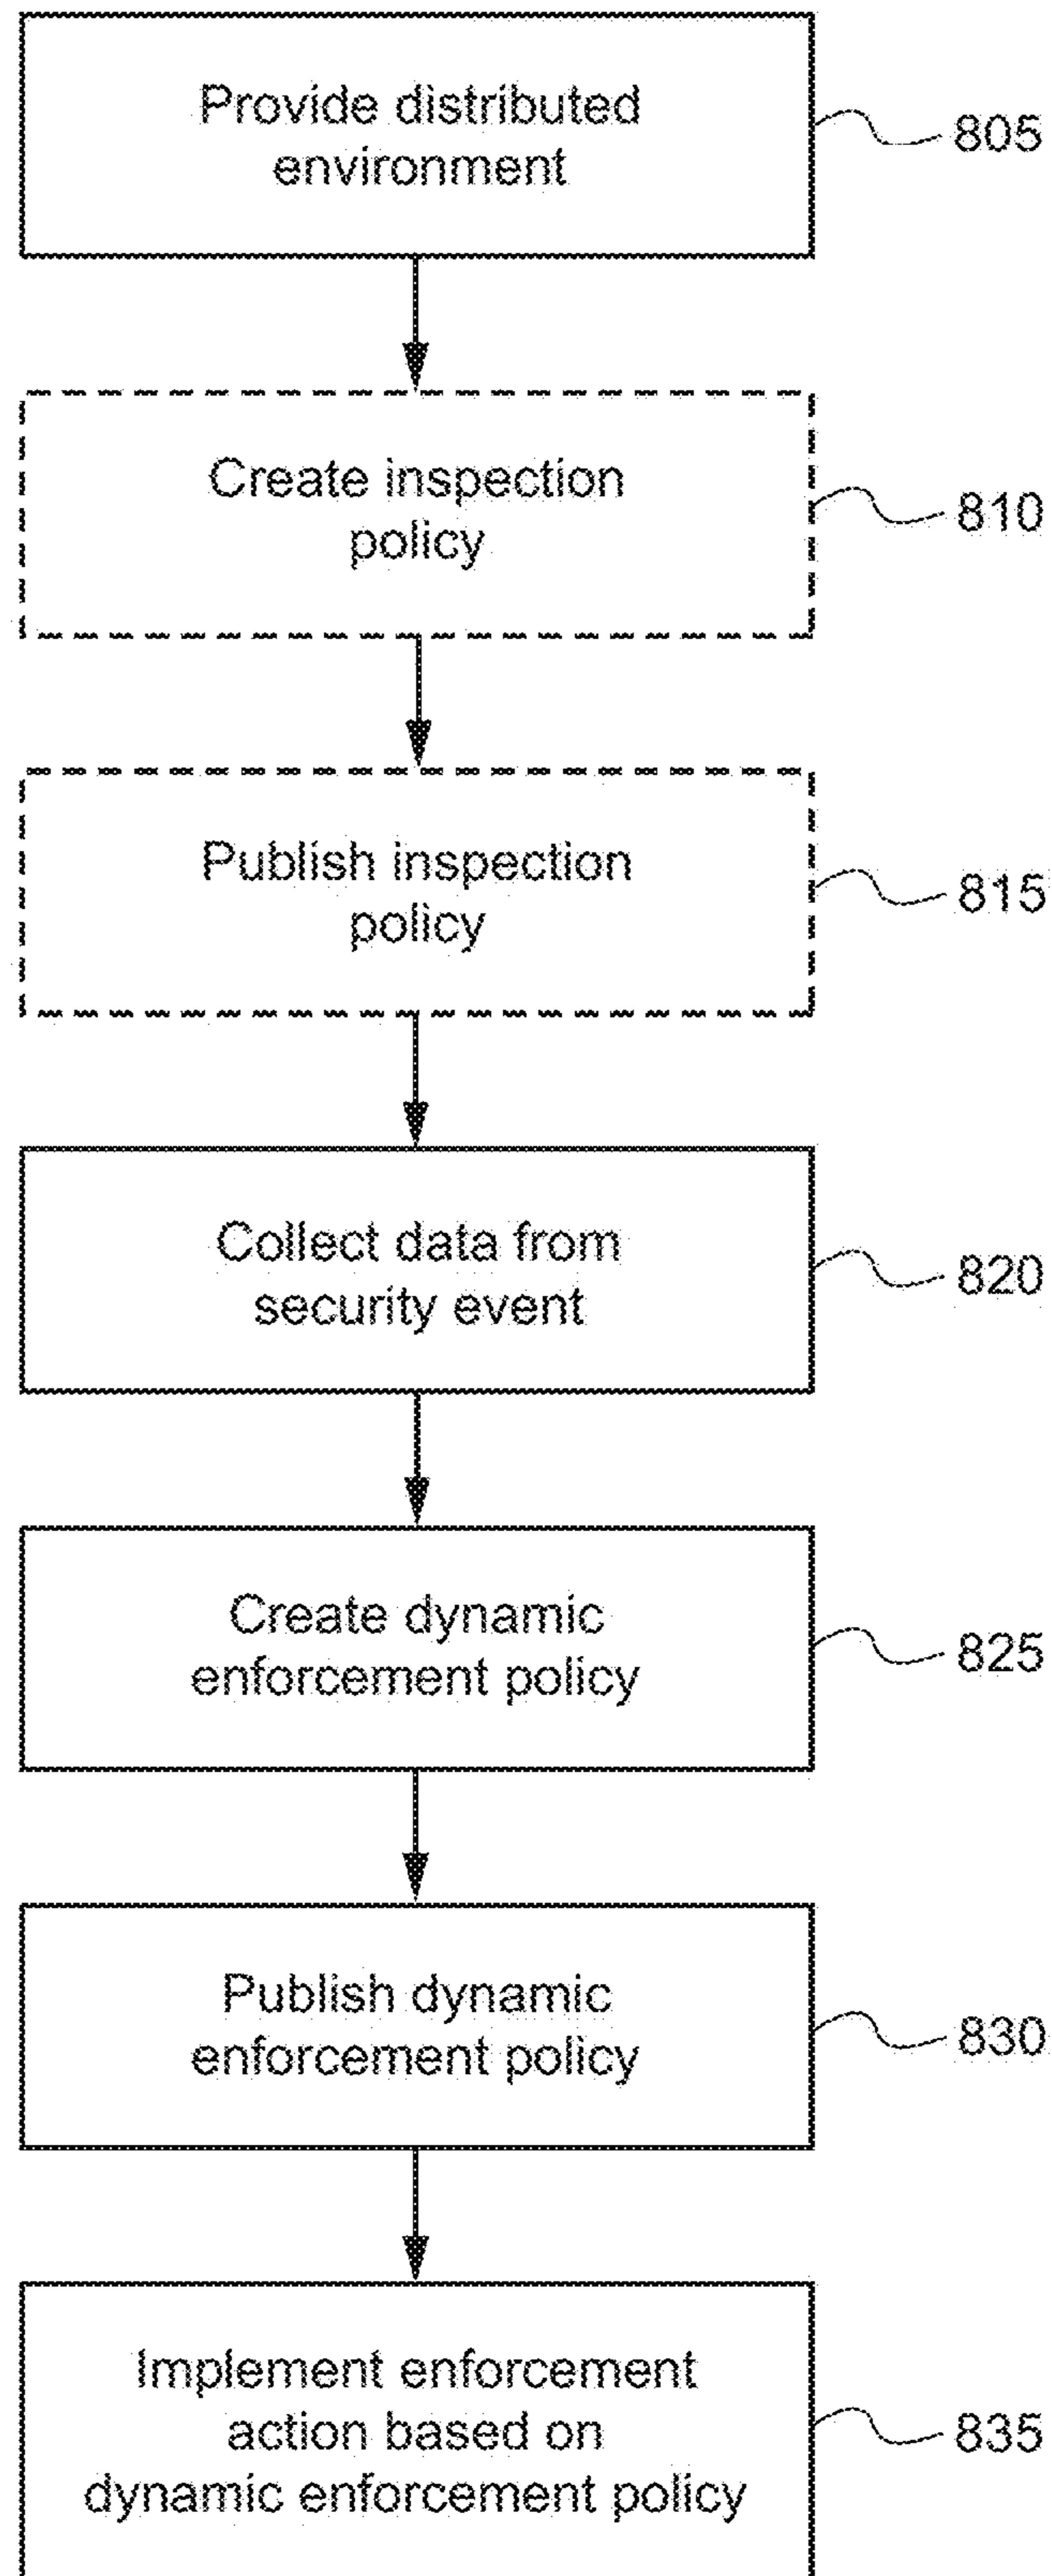 Provide distributed
environment
805
Create inspection
policy
810
Publish inspection
policy
815
Collect data from
security event
820
Create dynamic
enforcement policy
825
Publish dynamic
enforcement policy
830
Implement enforcement
action based on
dynamic enforcement policy
835